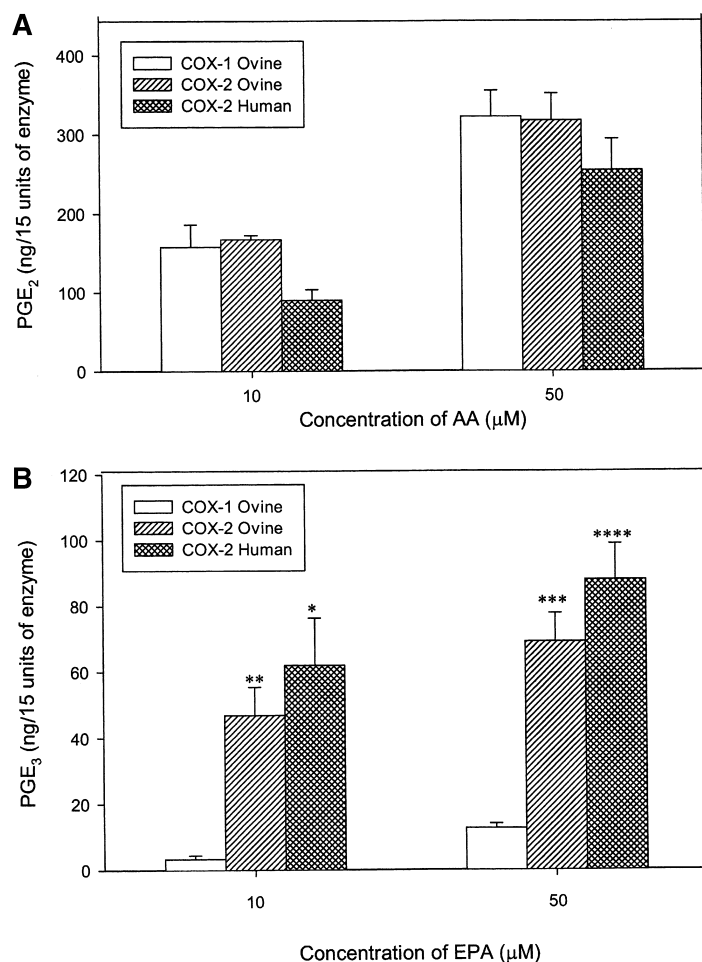 A
COX-1 Ovine
COX-2 Ovine
COX-2 Human
400
300
200
100
0
PGE₂ (ng/15 units of enzyme)
10
50
Concentration of AA (μM)
B
120
COX-1 Ovine
COX-2 Ovine
COX-2 Human
100
80
60
40
20
0
PGE₃ (ng/15 units of enzyme)
**
*
***
****
10
50
Concentration of EPA (μM)